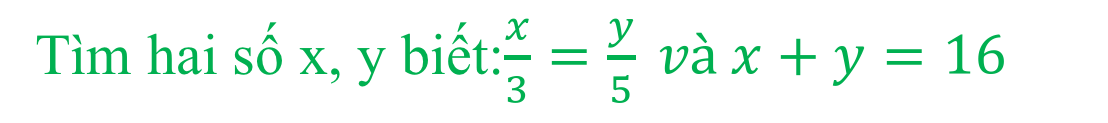 Tìm hai số x, y biết: x/3 = y/5 và x + y = 16